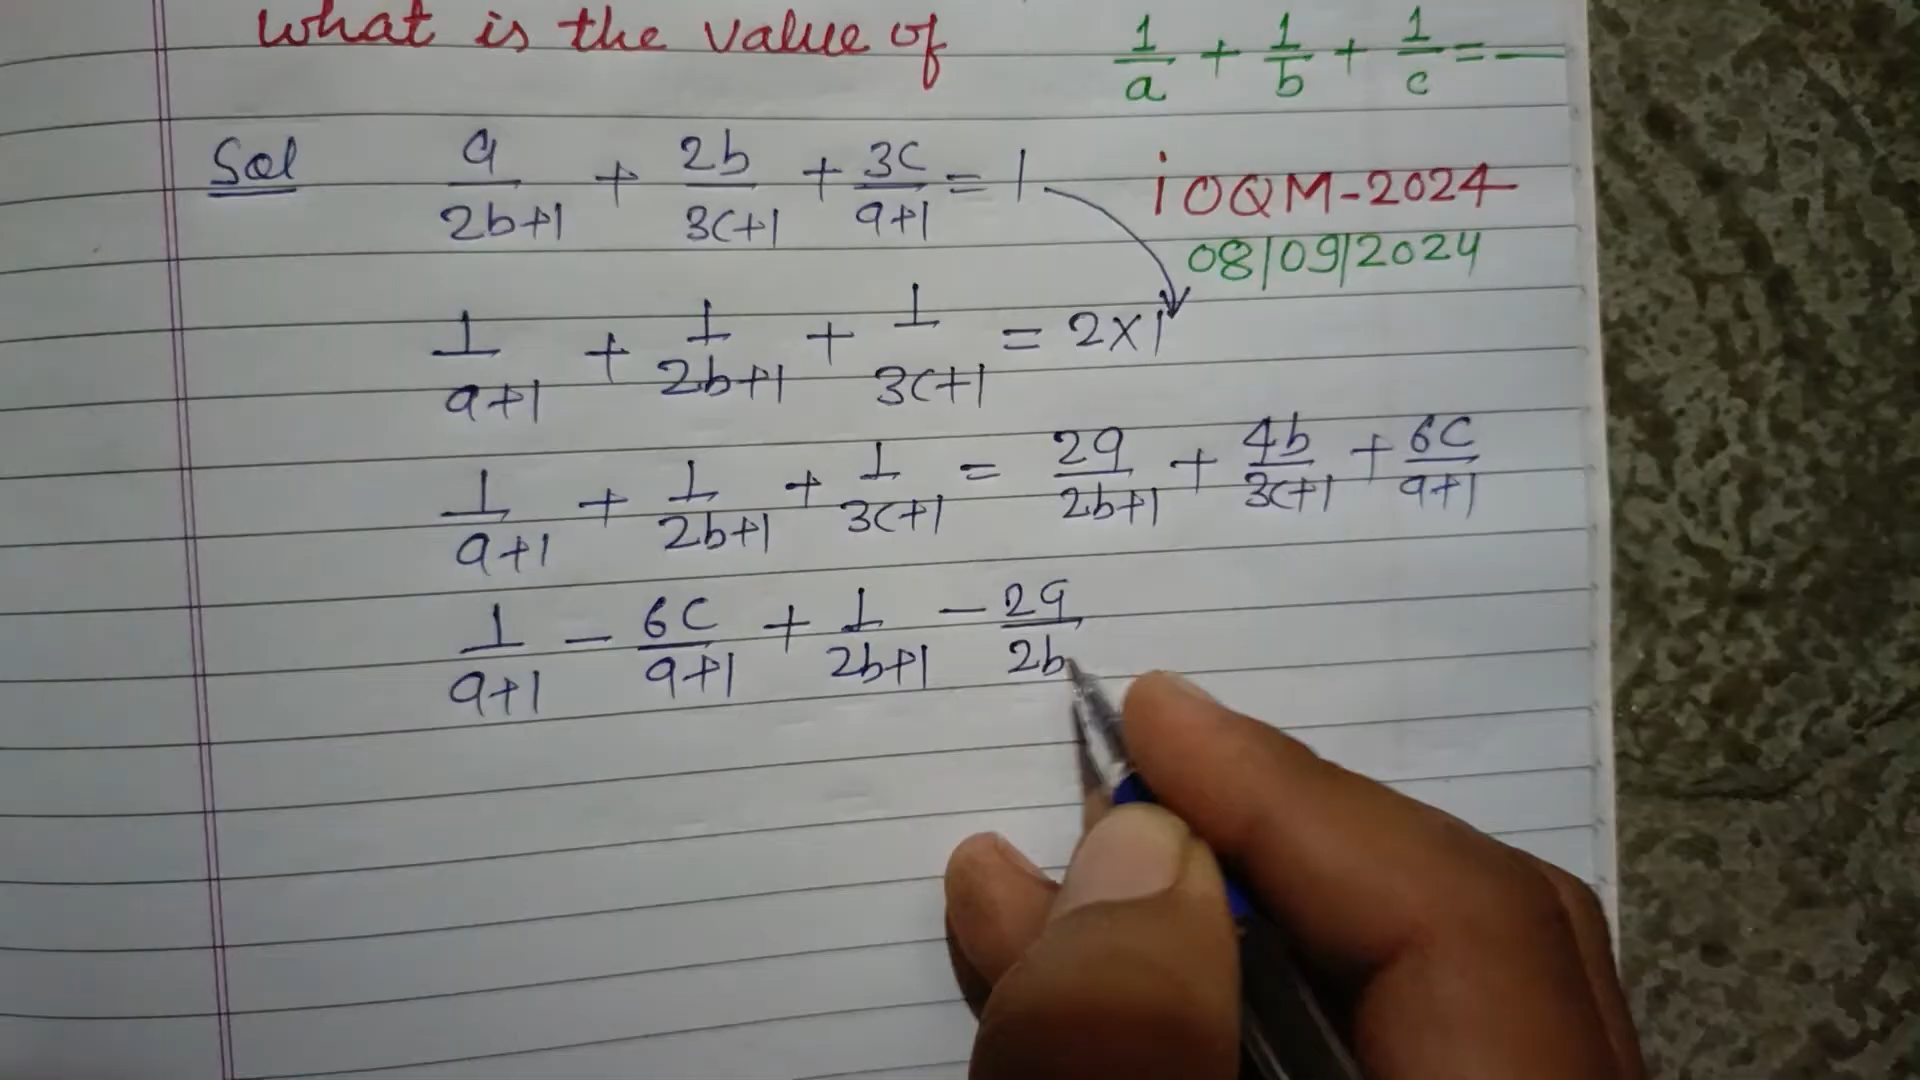 What is the value of 1/a + 1/b + 1/c = —
Sol a/(2b+1) + 2b/(3c+1) + 3c/(a+1) = 1
iOQM-2024
08/09/2024
1/(a+1) + 1/(2b+1) + 1/(3c+1) = 2×1
1/(a+1) + 1/(2b+1) + 1/(3c+1) = 2a/(2b+1) + 4b/(3c+1) + 6c/(a+1)
1/(a+1) - 6c/(a+1) + 1/(2b+1) - 2a/2b